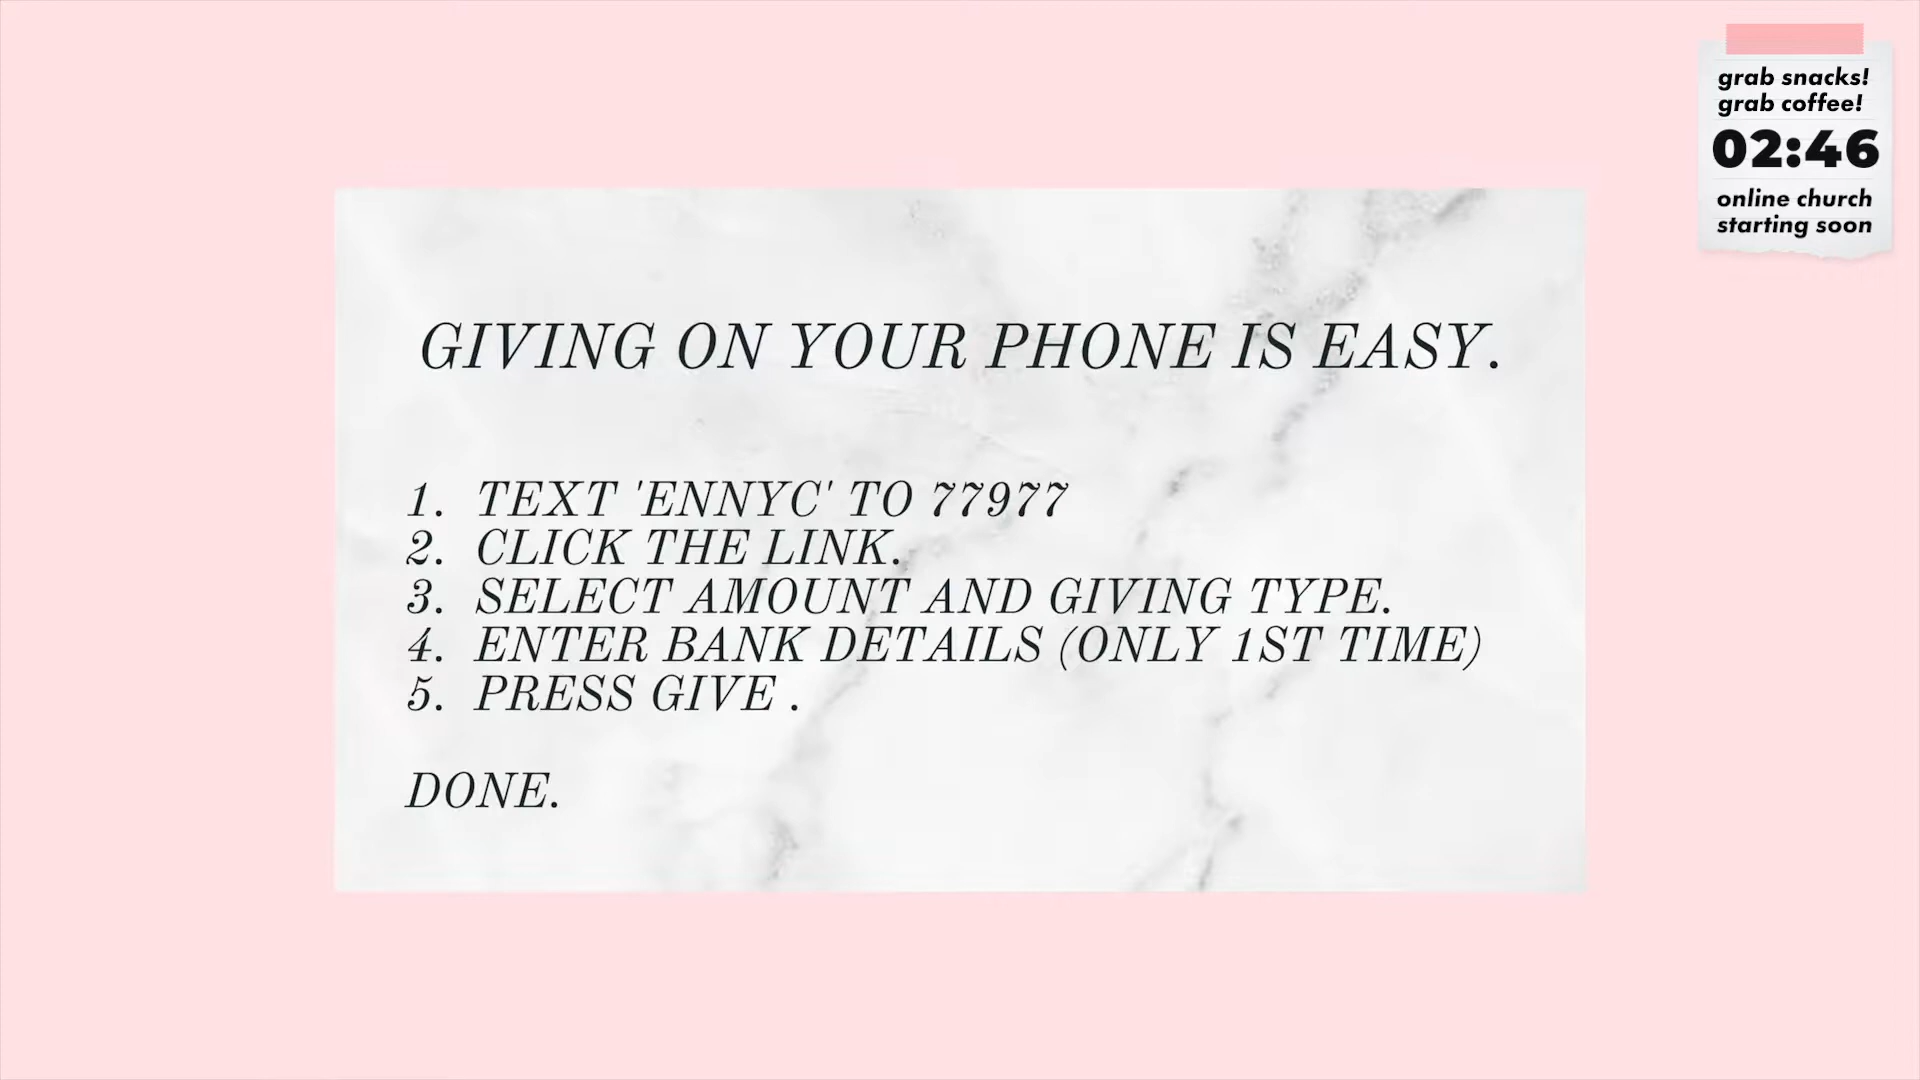 grab snacks!
grab coffee!
02:46
online church
starting soon
GIVING ON YOUR PHONE IS EASY.
1. TEXT 'ENNYC' TO 77977
2. CLICK THE LINK.
3. SELECT AMOUNT AND GIVING TYPE.
4. ENTER BANK DETAILS (ONLY 1ST TIME)
5. PRESS GIVE .
DONE.